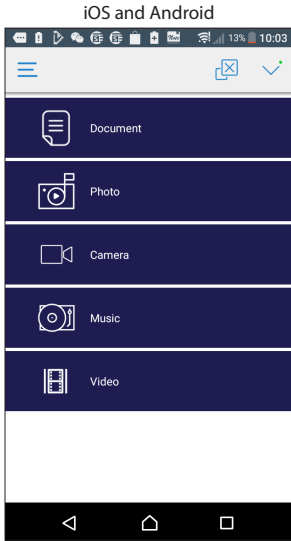 iOS and Android
13% 10:03
Document
Photo
Camera
Music
Video